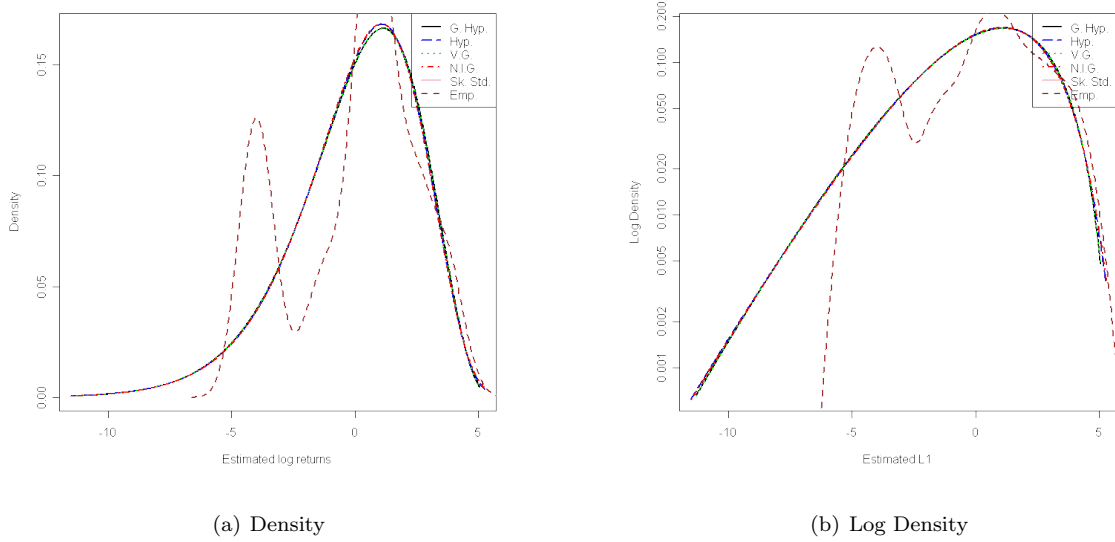 G. Hyp.
Hyp.
V.G.
N.I.G.
Sk. Std.
Emp.
0.15
0.10
0.05
0.00
Density
-10
-5
0
5
Estimated log returns
(a) Density
G. Hyp.
Hyp.
V.G.
N.I.G.
Sk. Std.
Emp.
0.200
0.100
0.050
0.020
0.010
0.005
0.002
0.001
Log Density
-10
-5
0
5
Estimated L1
(b) Log Density